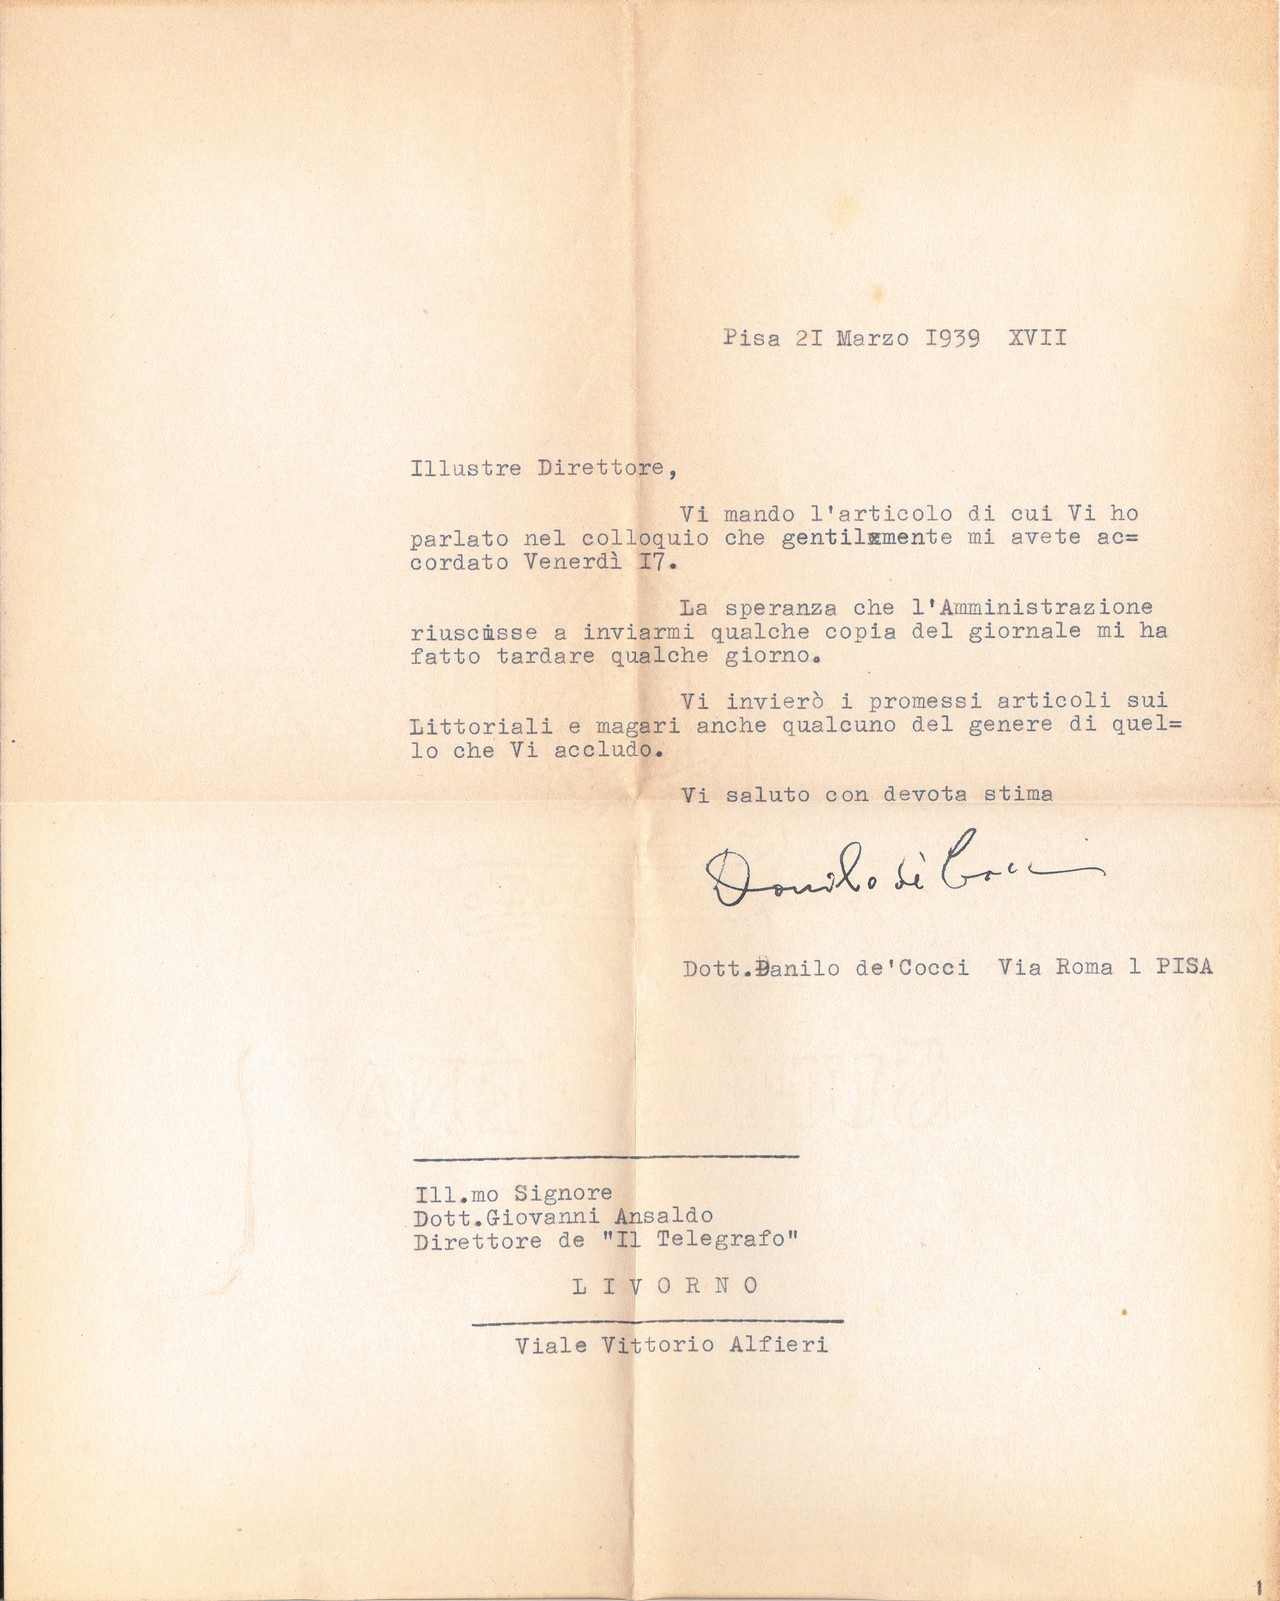 Pisa 2I Marzo I939 XVII
Illustre Direttore,
Vi mando l'articolo di cui Vi ho
parlato nel colloquio che gentilemente mi avete ac=
cordato Venerdì I7.
La speranza che l'Amministrazione
riuscisse a inviarmi qualche copia del giornale mi ha
fatto tardare qualche giorno.
Vi invierò i promessi articoli sui
Littoriali e magari anche qualcuno del genere di quel=
lo che Vi accludo.
Vi saluto con devota stima
Danilo de' Cocci
Dott.Danilo de'Cocci Via Roma 1 PISA
Ill.mo Signore
Dott.Giovanni Ansaldo
Direttore de "Il Telegrafo"
L I V O R N O
Viale Vittorio Alfieri
1